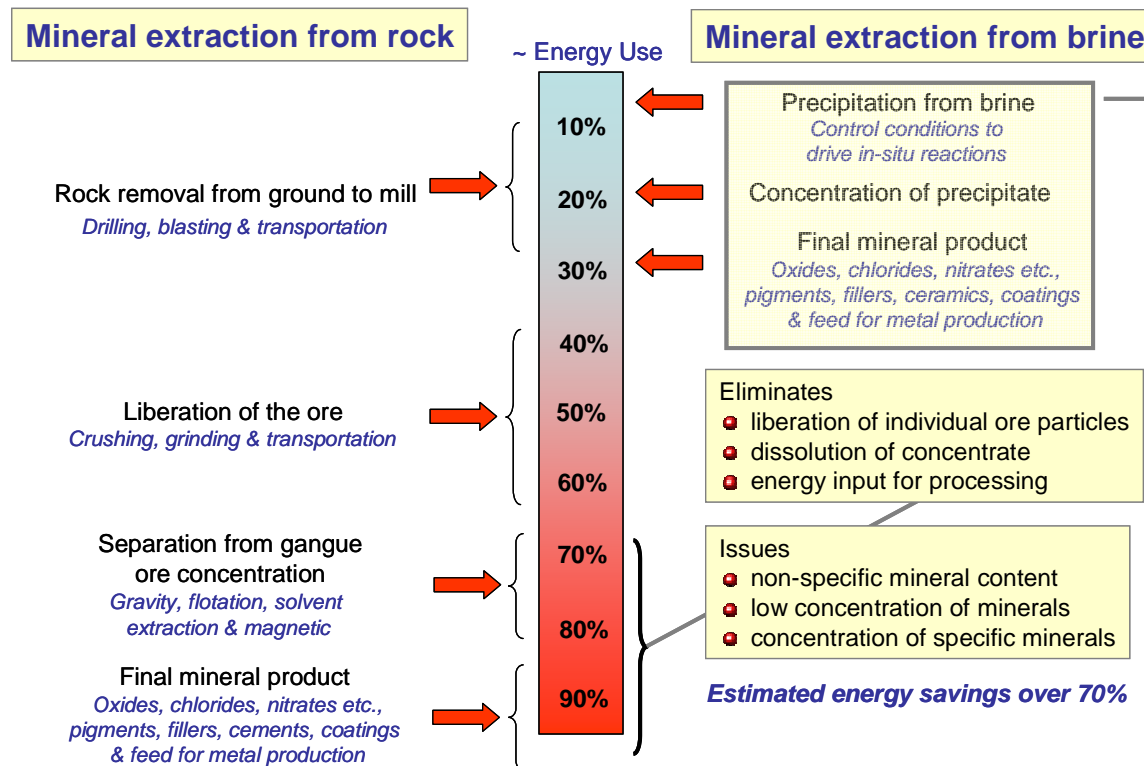 Mineral extraction from rock
~ Energy Use
Mineral extraction from brine
10%
20%
30%
40%
50%
60%
70%
80%
90%
Rock removal from ground to mill
Drilling, blasting & transportation
Liberation of the ore
Crushing, grinding & transportation
Separation from gangue
ore concentration
Gravity, flotation, solvent
extraction & magnetic
Final mineral product
Oxides, chlorides, nitrates etc.,
pigments, fillers, cements, coatings
& feed for metal production
Precipitation from brine
Control conditions to
drive in-situ reactions
Concentration of precipitate
Final mineral product
Oxides, chlorides, nitrates etc.,
pigments, fillers, ceramics, coatings
& feed for metal production
Eliminates
liberation of individual ore particles
dissolution of concentrate
energy input for processing
Issues
non-specific mineral content
low concentration of minerals
concentration of specific minerals
Estimated energy savings over 70%